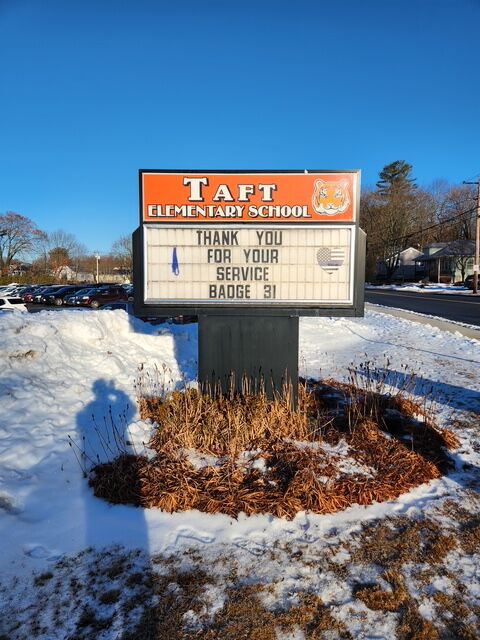 TAFT
ELEMENTARY SCHOOL
THANK YOU
FOR YOUR
SERVICE
BADGE 31